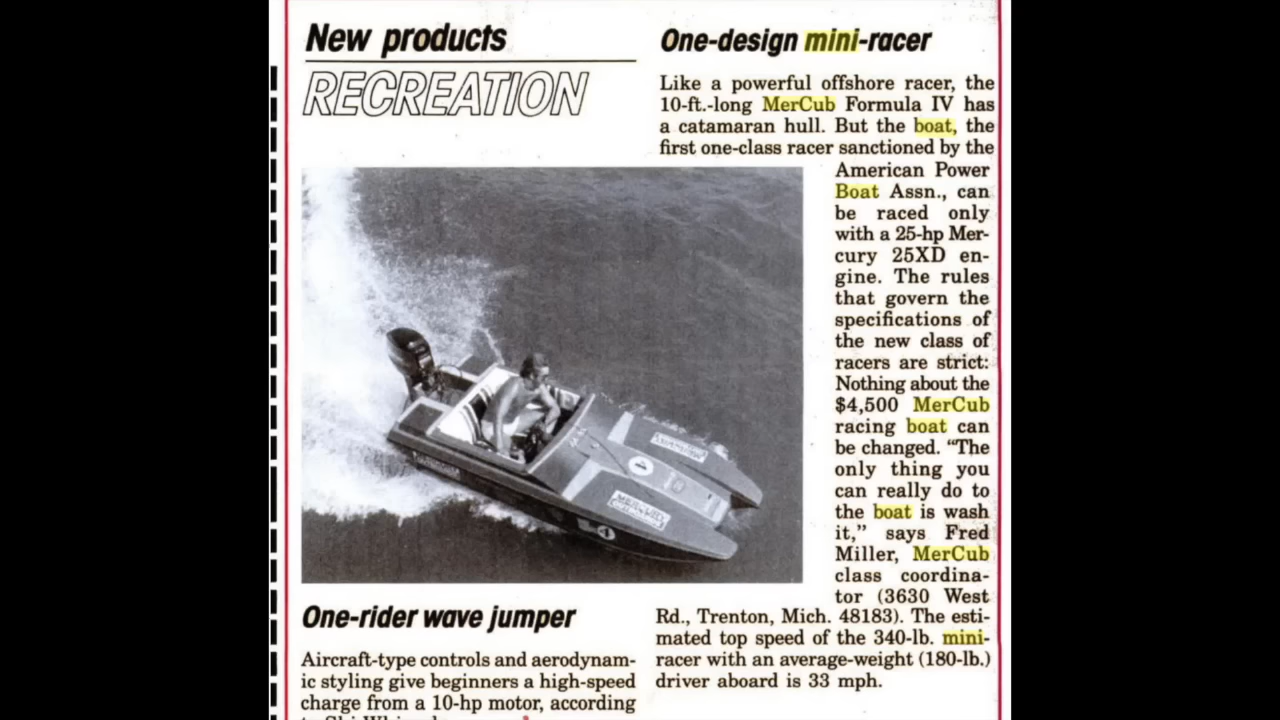 New products
RECREATION
One-design mini-racer
Like a powerful offshore racer, the
10-ft.-long MerCub Formula IV has
a catamaran hull. But the boat, the
first one-class racer sanctioned by the
American Power
Boat Assn., can
be raced only
with a 25-hp Mer-
cury 25XD en-
gine. The rules
that govern the
specifications of
the new class of
racers are strict:
Nothing about the
$4,500 MerCub
racing boat can
be changed. “The
only thing you
can really do to
the boat is wash
it,” says Fred
Miller, MerCub
class coordina-
tor (3630 West
Rd., Trenton, Mich. 48183). The esti-
mated top speed of the 340-lb. mini-
racer with an average-weight (180-lb.)
driver aboard is 33 mph.
One-rider wave jumper
Aircraft-type controls and aerodynam-
ic styling give beginners a high-speed
charge from a 10-hp motor, according